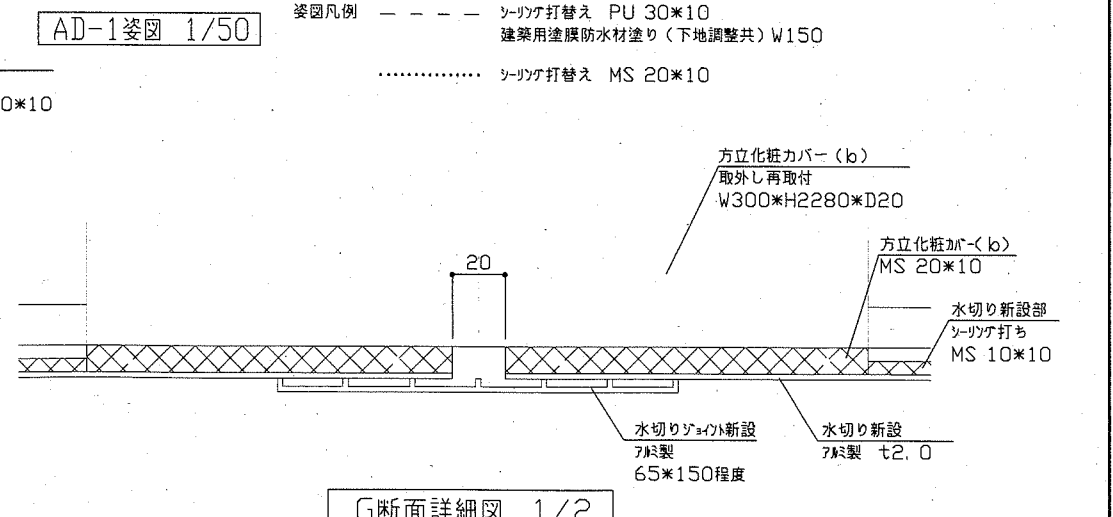 AD-1姿図 1/50
姿図凡例 シーリング打替え PU 30*10
建築用塗膜防水材塗り(下地調整共)W150
シーリング打替え MS 20*10
0*10
方立化粧カバー(b)
取外し再取付
W300*H2280*D20
方立化粧カバー(b)
MS 20*10
20
水切り新設部
シーリング打ち
MS 10*10
水切りジョイント新設
アルミ製
65*150程度
水切り新設
アルミ製 t2.0
G断面詳細図 1/2